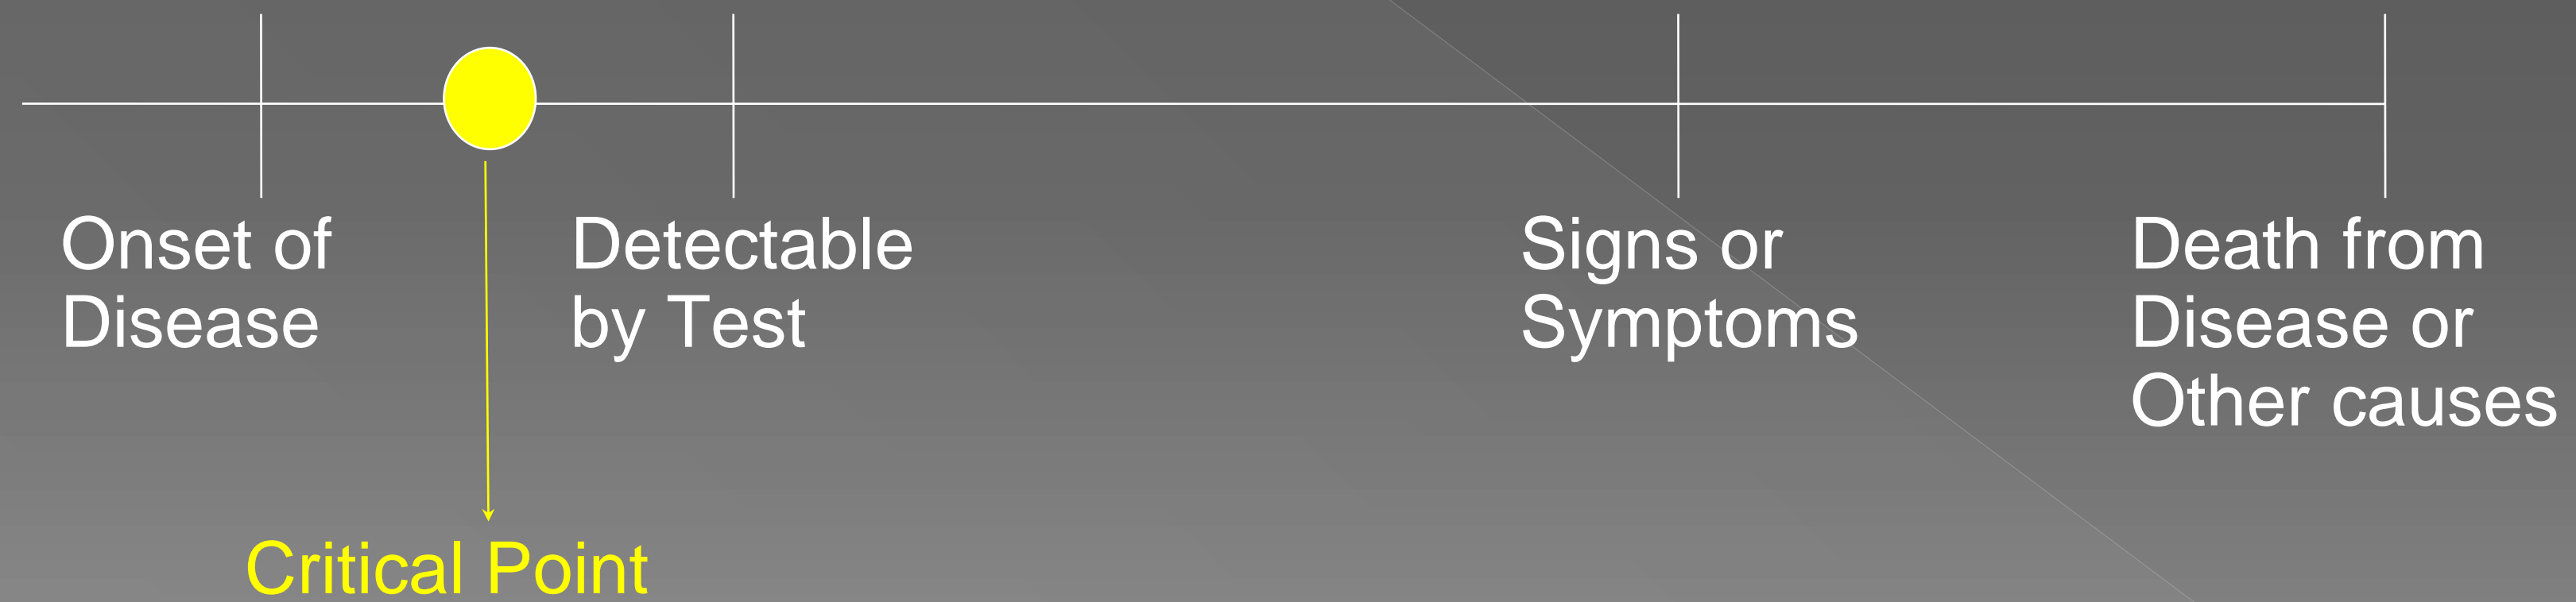 Onset of
Disease
Detectable
by Test
Signs or
Symptoms
Death from
Disease or
Other causes
Critical Point